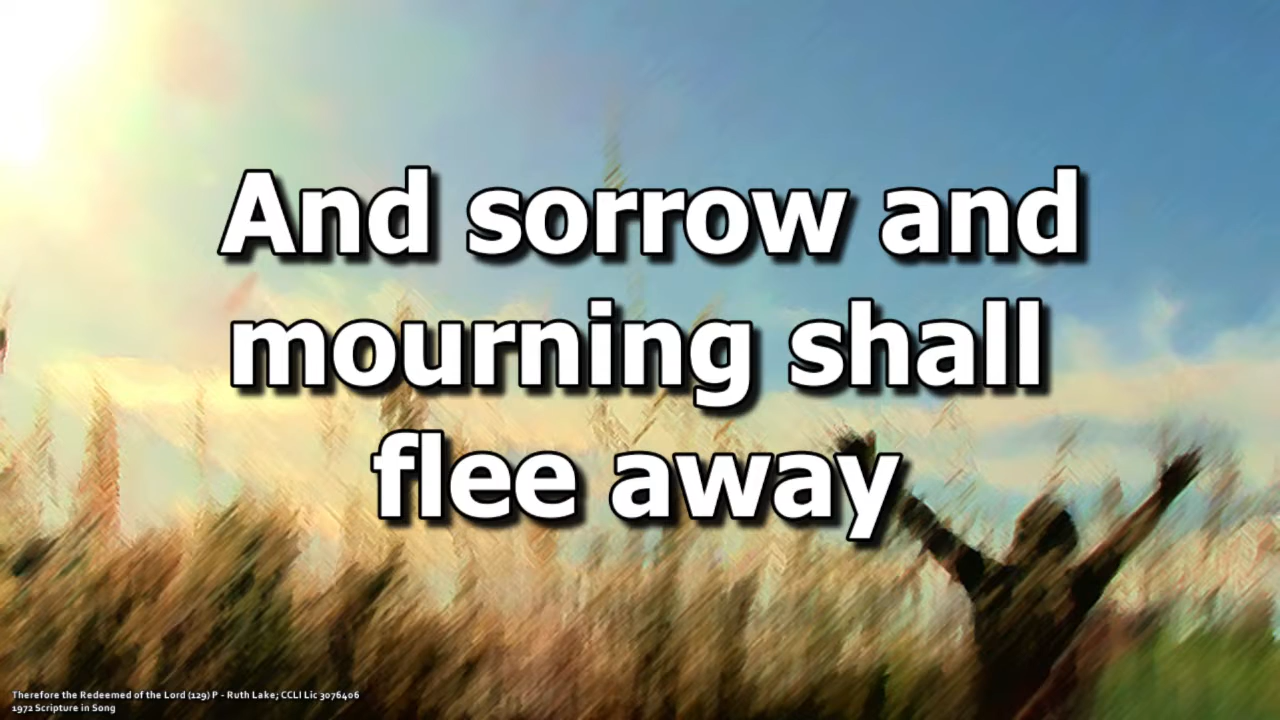 And sorrow and
mourning shall
flee away
Therefore the Redeemed of the Lord (129) P - Ruth Lake; CCLI Lic 3076406
1972 Scripture in Song